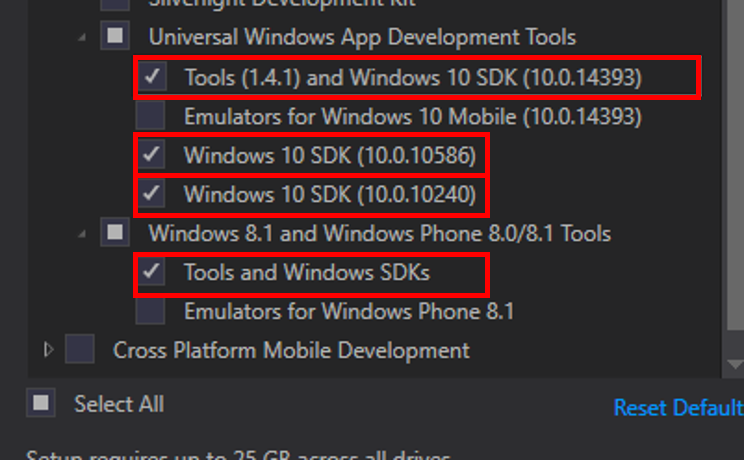 Silverlight Development Kit
Universal Windows App Development Tools
Tools (1.4.1) and Windows 10 SDK (10.0.14393)
Emulators for Windows 10 Mobile (10.0.14393)
Windows 10 SDK (10.0.10586)
Windows 10 SDK (10.0.10240)
Windows 8.1 and Windows Phone 8.0/8.1 Tools
Tools and Windows SDKs
Emulators for Windows Phone 8.1
Cross Platform Mobile Development
Select All
Reset Default
Setup requires up to 25 GB across all drives